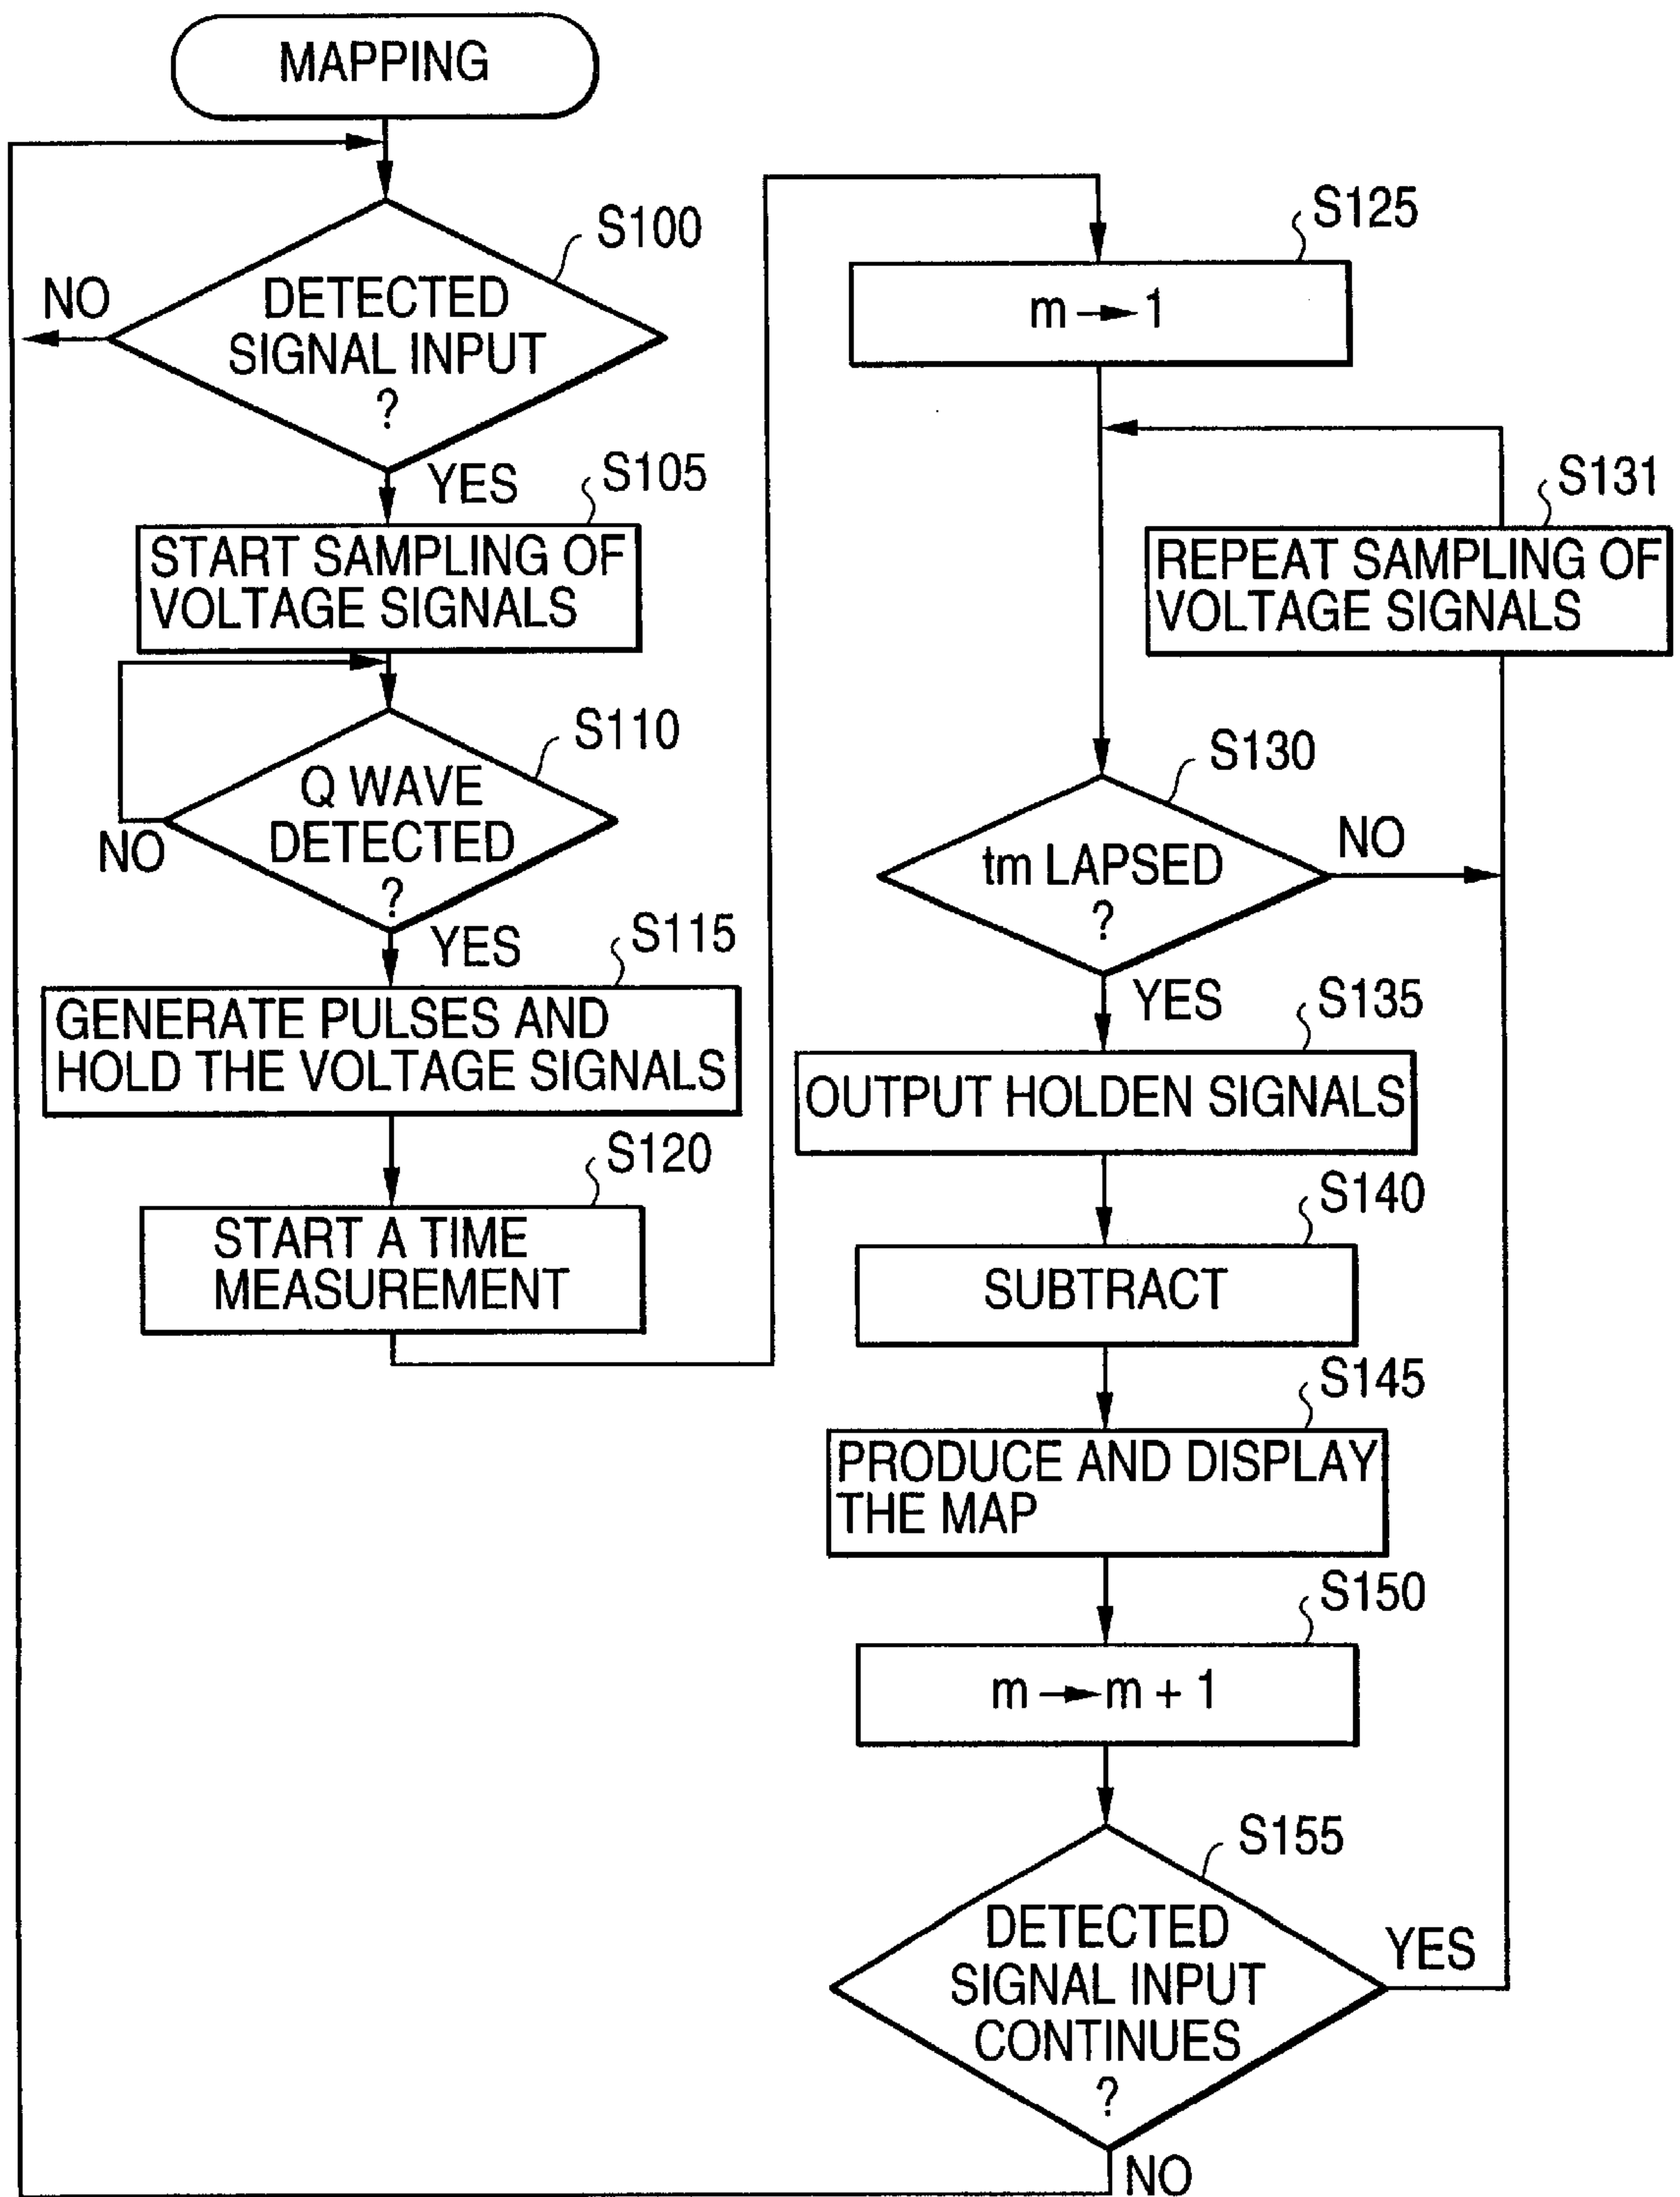 MAPPING
S100
NO
DETECTED
SIGNAL INPUT
?
YES
S105
START SAMPLING OF
VOLTAGE SIGNALS
S110
Q WAVE
DETECTED
?
NO
YES
S115
GENERATE PULSES AND
HOLD THE VOLTAGE SIGNALS
S120
START A TIME
MEASUREMENT
S125
m → 1
S131
REPEAT SAMPLING OF
VOLTAGE SIGNALS
S130
tm LAPSED
?
NO
YES
S135
OUTPUT HOLDEN SIGNALS
S140
SUBTRACT
S145
PRODUCE AND DISPLAY
THE MAP
S150
m → m + 1
S155
DETECTED
SIGNAL INPUT
CONTINUES
?
YES
NO